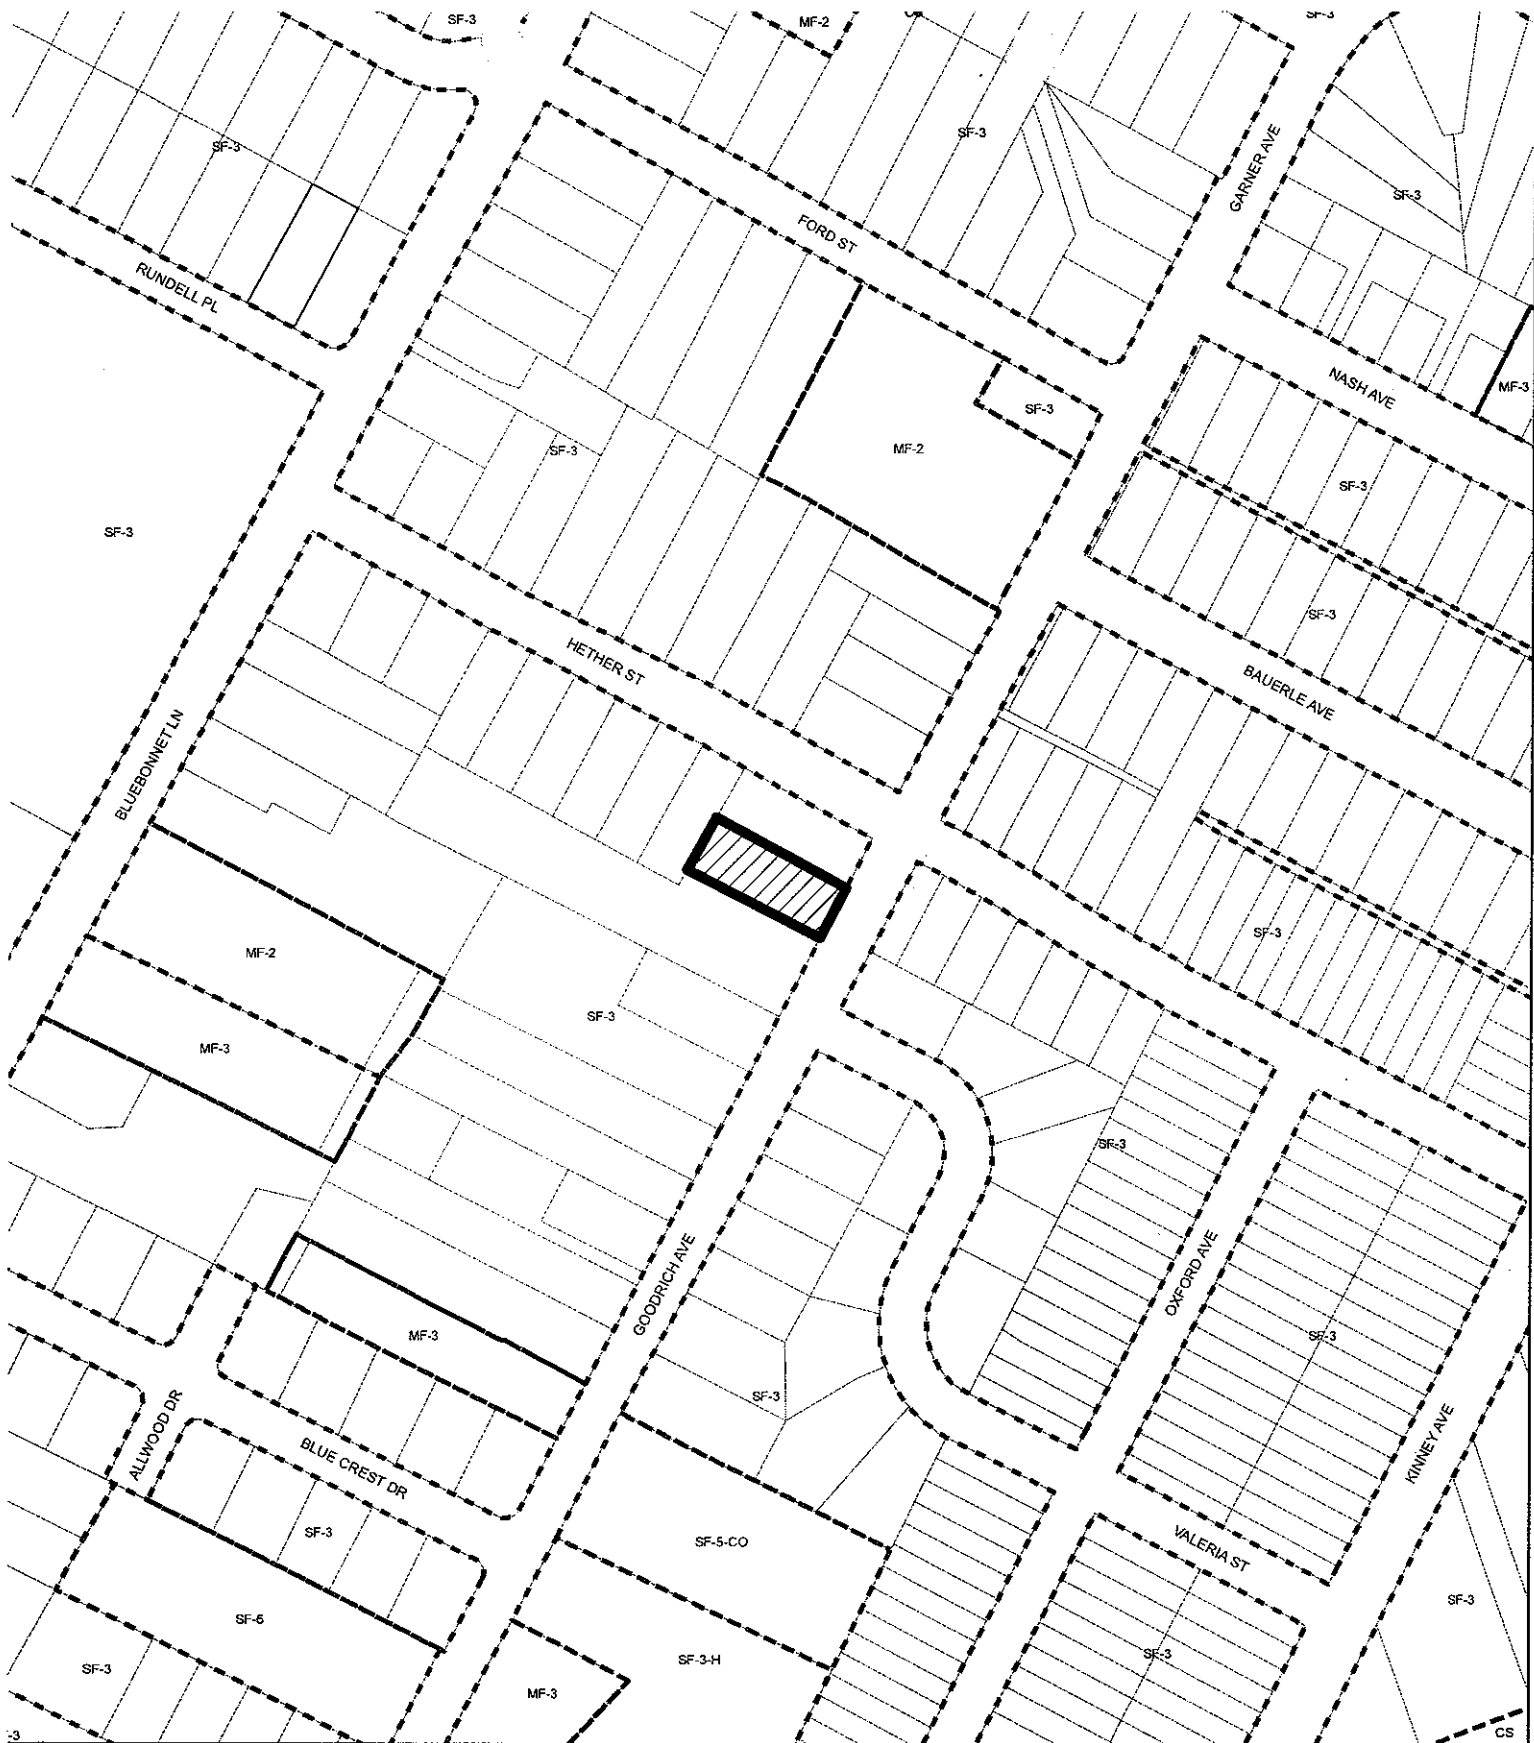 SF-3
MF-2
SF-3
SF-3
SF-3
GARNER AVE
SF-3
FORD ST
RUNDELL PL
NASH AVE
MF-3
SF-3
MF-2
SF-3
SF-3
SF-3
SF-3
HETHER ST
BAUERLE AVE
BLUEBONNET LN
SF-3
MF-2
SF-3
MF-3
SF-3
OXFORD AVE
GOODRICH AVE
MF-3
SF-3
SF-3
ALLWOOD DR
KINNEY AVE
BLUE CREST DR
SF-3
SF-5-CO
VALERIA ST
SF-6
SF-3
SF-3
SF-3-H
SF-3
MF-3
CS